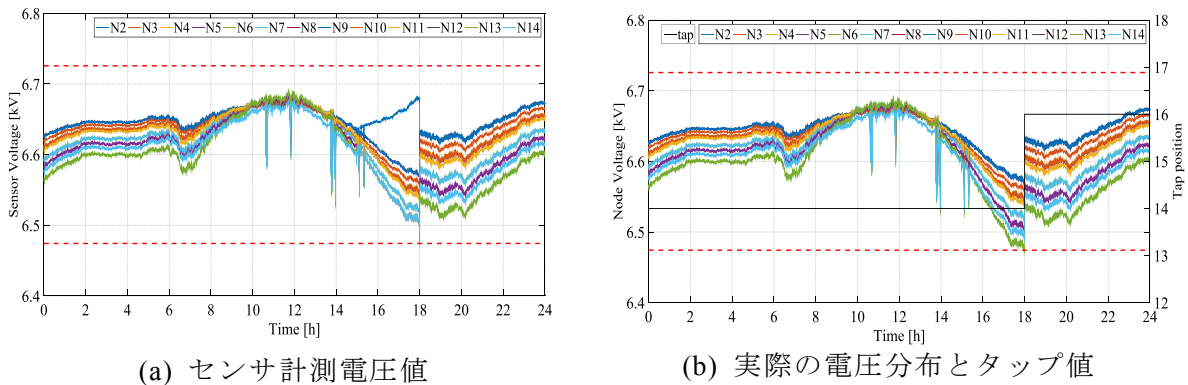 6.8
6.7
6.6
6.5
6.4
Sensor Voltage [kV]
N2 N3 N4 N5 N6 N7 N8 N9 N10 N11 N12 N13 N14
0 2 4 6 8 10 12 14 16 18 20 22 24
Time [h]
(a) センサ計測電圧値
6.8
6.7
6.6
6.5
6.4
Node Voltage [kV]
tap N2 N3 N4 N5 N6 N7 N8 N9 N10 N11 N12 N13 N14
18
17
16
15
14
13
12
Tap position
0 2 4 6 8 10 12 14 16 18 20 22 24
Time [h]
(b) 実際の電圧分布とタップ値